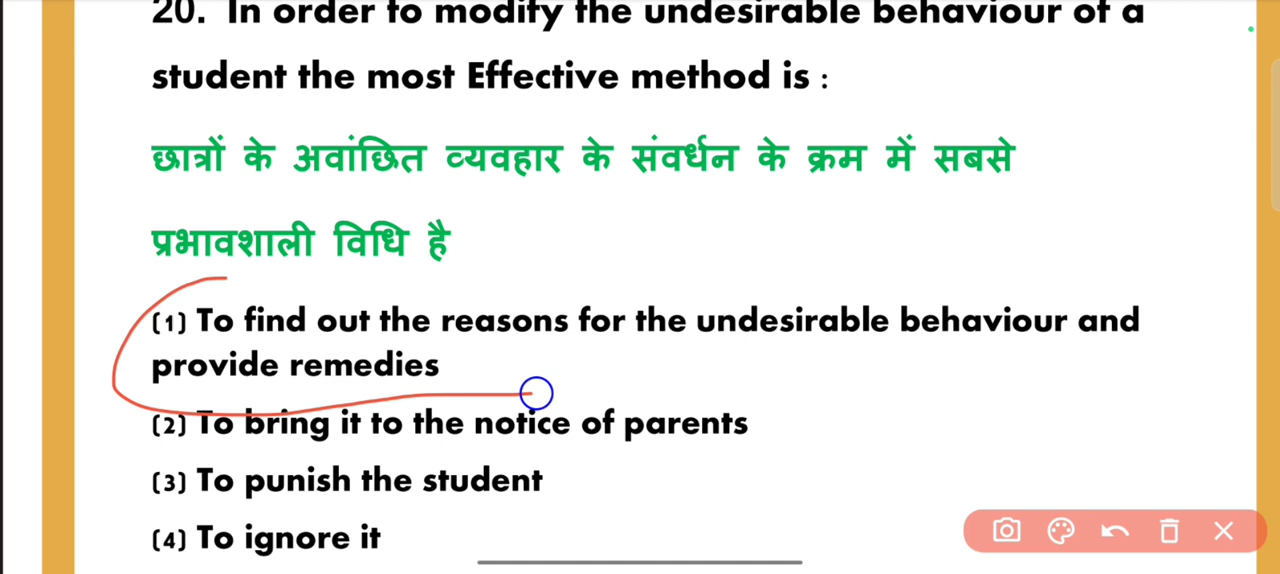 20. In order to modify the undesirable behaviour of a
student the most Effective method is :
छात्रों के अवांछित व्यवहार के संवर्धन के क्रम में सबसे
प्रभावशाली विधि है
(1) To find out the reasons for the undesirable behaviour and
provide remedies
(2) To bring it to the notice of parents
(3) To punish the student
(4) To ignore it